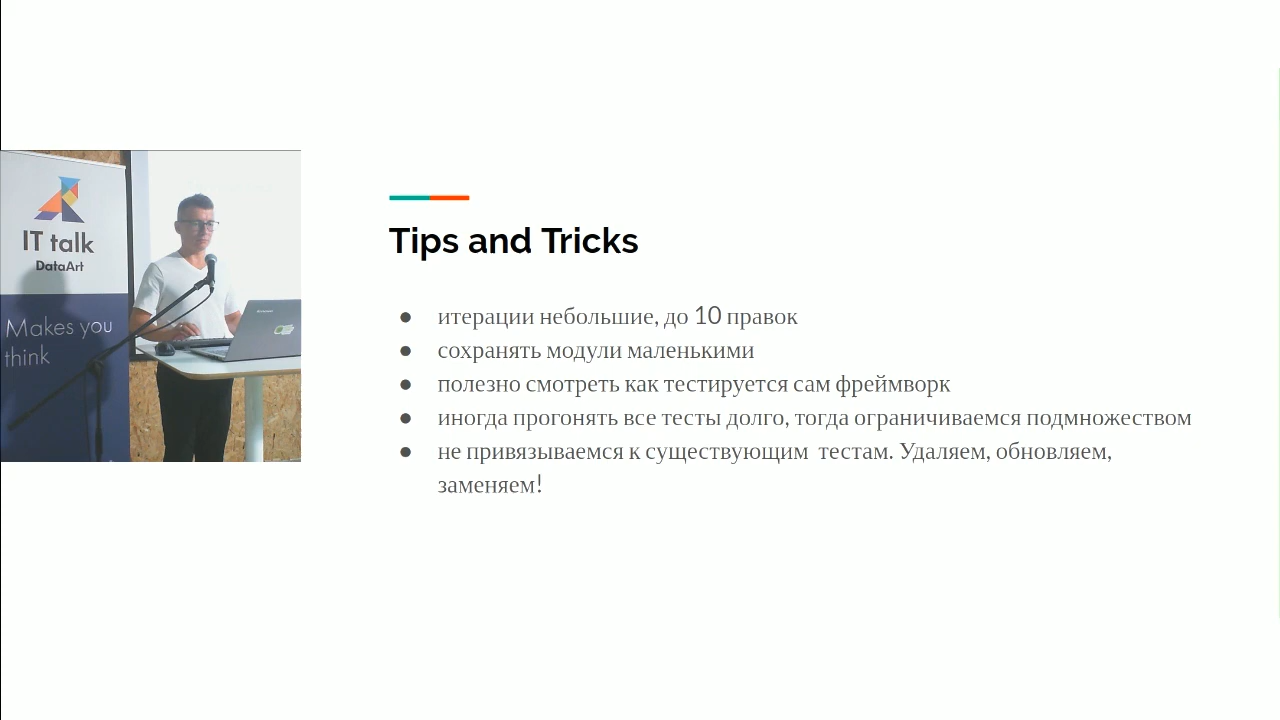 IT talk
DataArt
Makes you
think
Tips and Tricks
● итерации небольшие, до 10 правок
● сохранять модули маленькими
● полезно смотреть как тестируется сам фреймворк
● иногда прогонять все тесты долго, тогда ограничиваемся подмножеством
● не привязываемся к существующим  тестам. Удаляем, обновляем,
заменяем!